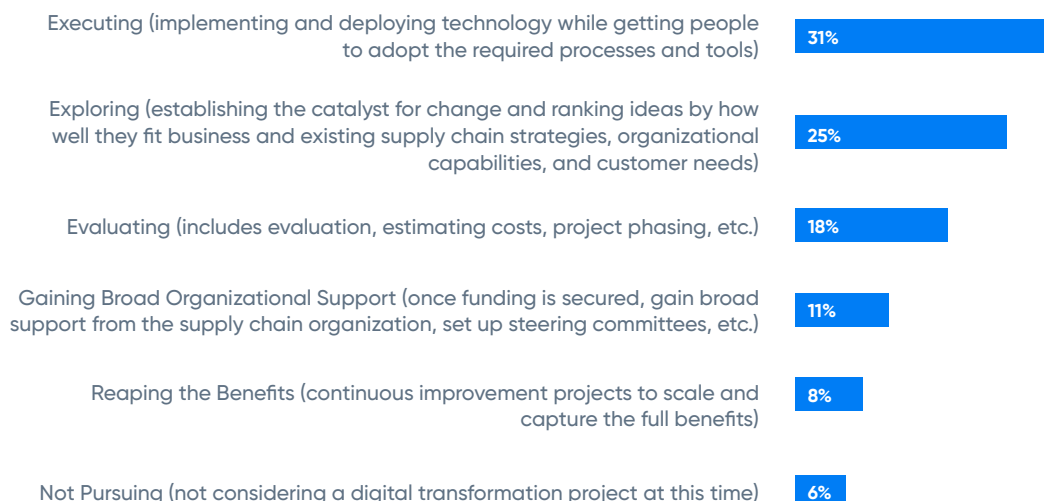 Executing (implementing and deploying technology while getting people
to adopt the required processes and tools)
31%
Exploring (establishing the catalyst for change and ranking ideas by how
well they fit business and existing supply chain strategies, organizational
capabilities, and customer needs)
25%
Evaluating (includes evaluation, estimating costs, project phasing, etc.)
18%
Gaining Broad Organizational Support (once funding is secured, gain broad
support from the supply chain organization, set up steering committees, etc.)
11%
Reaping the Benefits (continuous improvement projects to scale and
capture the full benefits)
8%
Not Pursuing (not considering a digital transformation project at this time)
6%